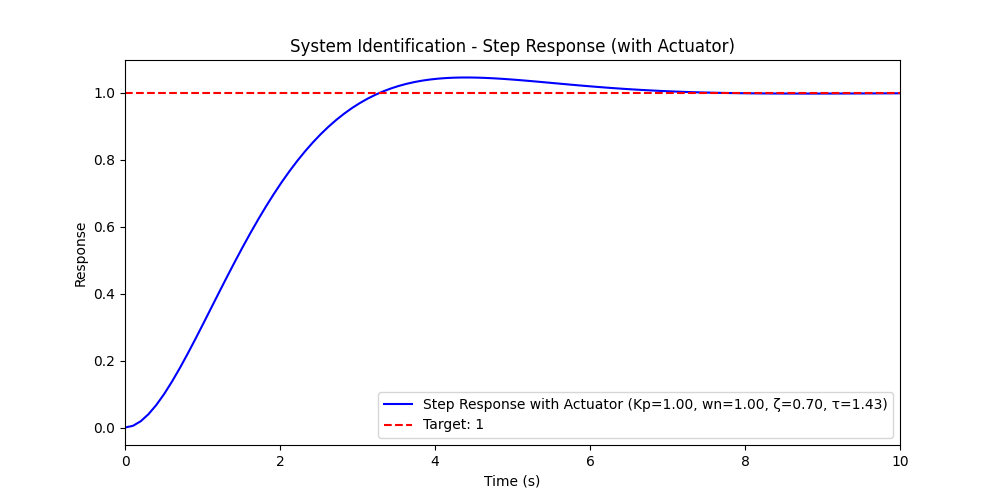 System Identification - Step Response (with Actuator)
1.0
0.8
0.6
0.4
0.2
0.0
Response
Step Response with Actuator (Kp=1.00, wn=1.00, ζ=0.70, τ=1.43)
Target: 1
0 2 4 6 8 10
Time (s)